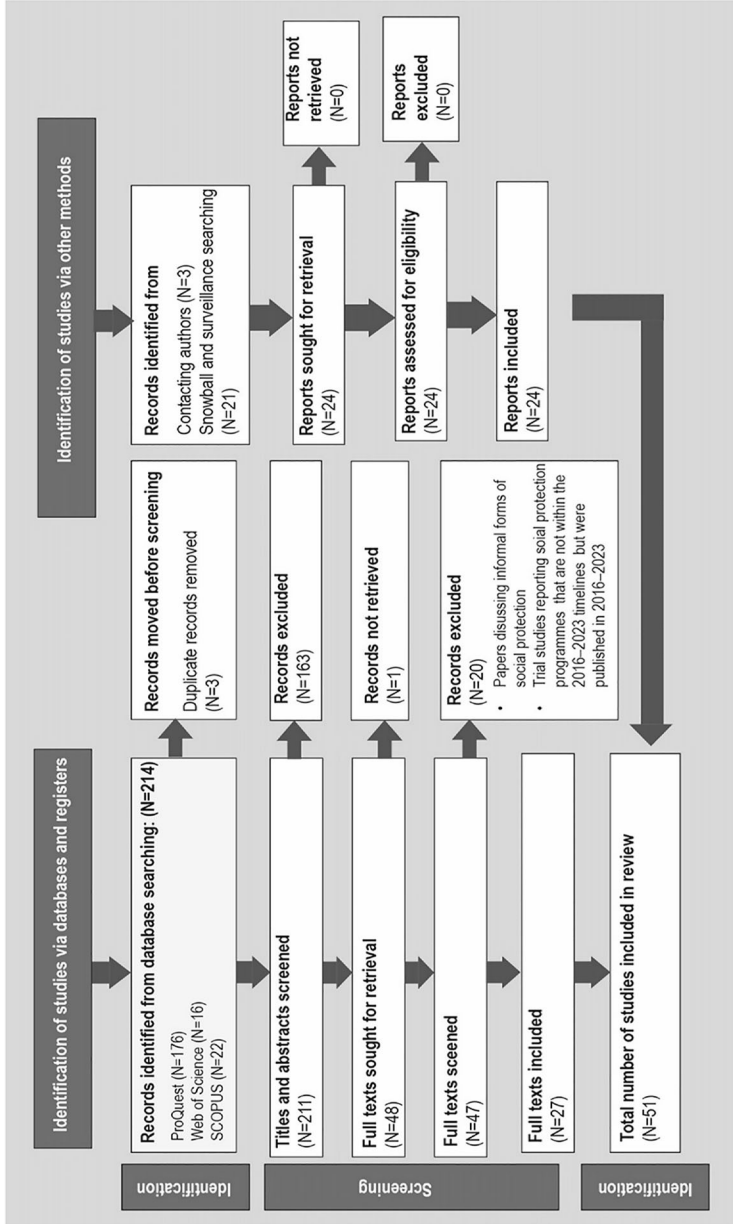 Identification of studies via databases and registers
Identification of studies via other methods
Identification
Records identified from database searching: (N=214)
ProQuest (N=176)
Web of Science (N=16)
SCOPUS (N=22)
Records moved before screening
Duplicate records removed
(N=3)
Records identified from
Contacting authors (N=3)
Snowball and surveillance searching
(N=21)
Screening
Titles and abstracts screened
(N=211)
Records excluded
(N=163)
Reports sought for retrieval
(N=24)
Reports not
retrieved
(N=0)
Full texts sought for retrieval
(N=48)
Records not retrieved
(N=1)
Reports assessed for eligibility
(N=24)
Reports
excluded
(N=0)
Full texts sceened
(N=47)
Records excluded
(N=20)
• Papers disussing informal forms of
social protection
• Trial studies reporting soial protection
programmes that are not within the
2016–2023 timelines but were
published in 2016–2023
Reports included
(N=24)
Full texts included
(N=27)
Identification
Total number of studies included in review
(N=51)